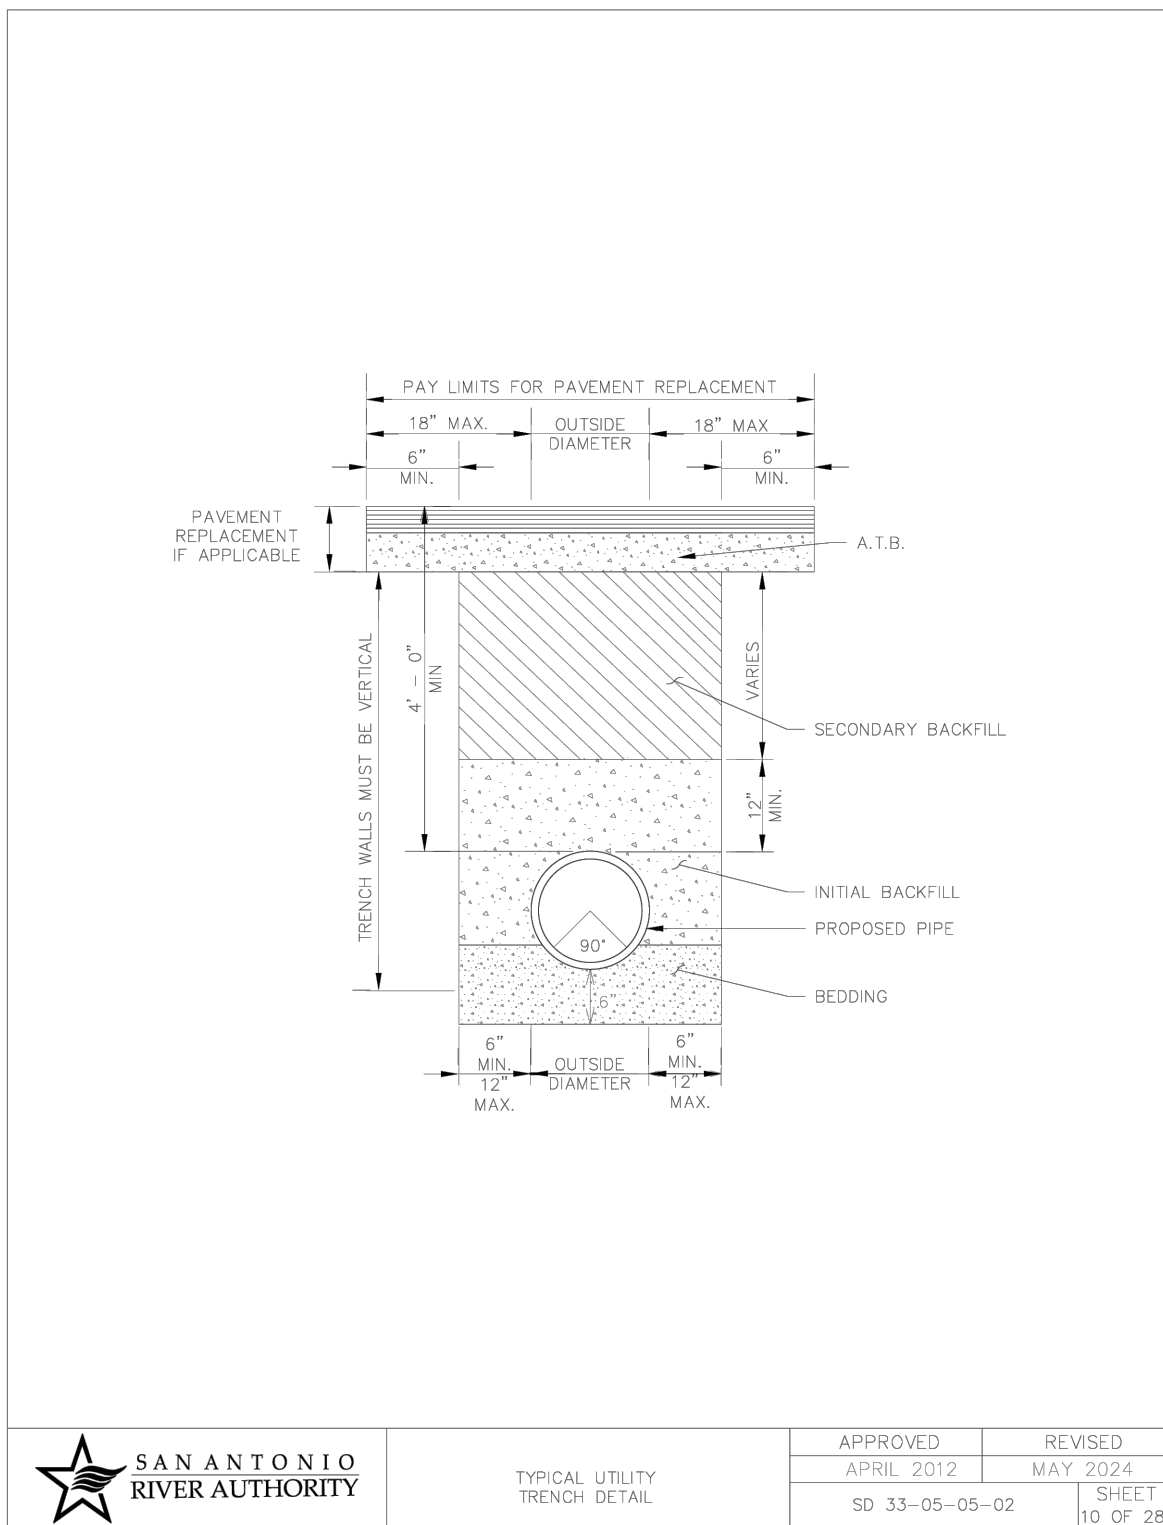 PAY LIMITS FOR PAVEMENT REPLACEMENT
18" MAX.
OUTSIDE
DIAMETER
18" MAX
6"
MIN.
6"
MIN.
PAVEMENT
REPLACEMENT
IF APPLICABLE
A.T.B.
TRENCH WALLS MUST BE VERTICAL
4' - 0"
MIN
VARIES
SECONDARY BACKFILL
12"
MIN.
INITIAL BACKFILL
PROPOSED PIPE
90°
BEDDING
6"
6"
MIN.
12"
MAX.
OUTSIDE
DIAMETER
6"
MIN.
12"
MAX.
SAN ANTONIO
RIVER AUTHORITY
TYPICAL UTILITY
TRENCH DETAIL
APPROVED
APRIL 2012
REVISED
MAY 2024
SD 33-05-05-02
SHEET
10 OF 28